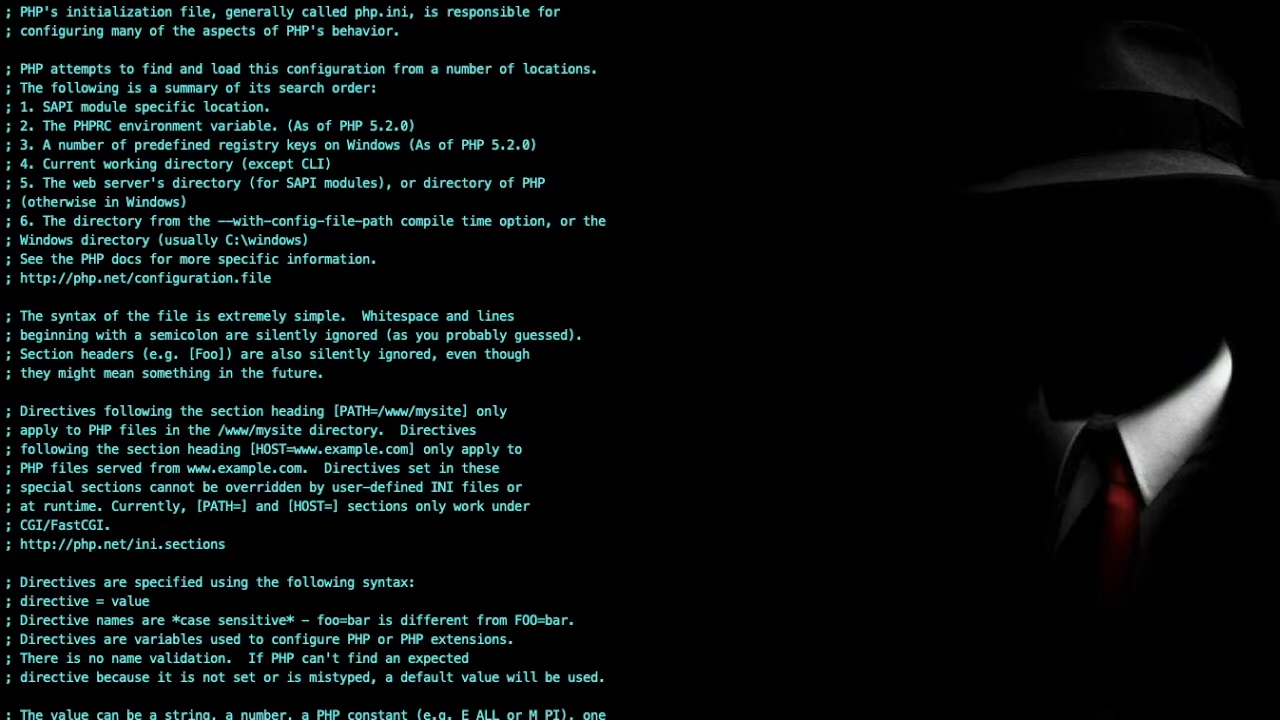 ; PHP's initialization file, generally called php.ini, is responsible for
; configuring many of the aspects of PHP's behavior.
; PHP attempts to find and load this configuration from a number of locations.
; The following is a summary of its search order:
; 1. SAPI module specific location.
; 2. The PHPRC environment variable. (As of PHP 5.2.0)
; 3. A number of predefined registry keys on Windows (As of PHP 5.2.0)
; 4. Current working directory (except CLI)
; 5. The web server's directory (for SAPI modules), or directory of PHP
; (otherwise in Windows)
; 6. The directory from the --with-config-file-path compile time option, or the
; Windows directory (usually C:\windows)
; See the PHP docs for more specific information.
; http://php.net/configuration.file
; The syntax of the file is extremely simple.  Whitespace and lines
; beginning with a semicolon are silently ignored (as you probably guessed).
; Section headers (e.g. [Foo]) are also silently ignored, even though
; they might mean something in the future.
; Directives following the section heading [PATH=/www/mysite] only
; apply to PHP files in the /www/mysite directory.  Directives
; following the section heading [HOST=www.example.com] only apply to
; PHP files served from www.example.com.  Directives set in these
; special sections cannot be overridden by user-defined INI files or
; at runtime. Currently, [PATH=] and [HOST=] sections only work under
; CGI/FastCGI.
; http://php.net/ini.sections
; Directives are specified using the following syntax:
; directive = value
; Directive names are *case sensitive* - foo=bar is different from FOO=bar.
; Directives are variables used to configure PHP or PHP extensions.
; There is no name validation.  If PHP can't find an expected
; directive because it is not set or is mistyped, a default value will be used.
; The value can be a string, a number, a PHP constant (e.g. E_ALL or M_PI), one